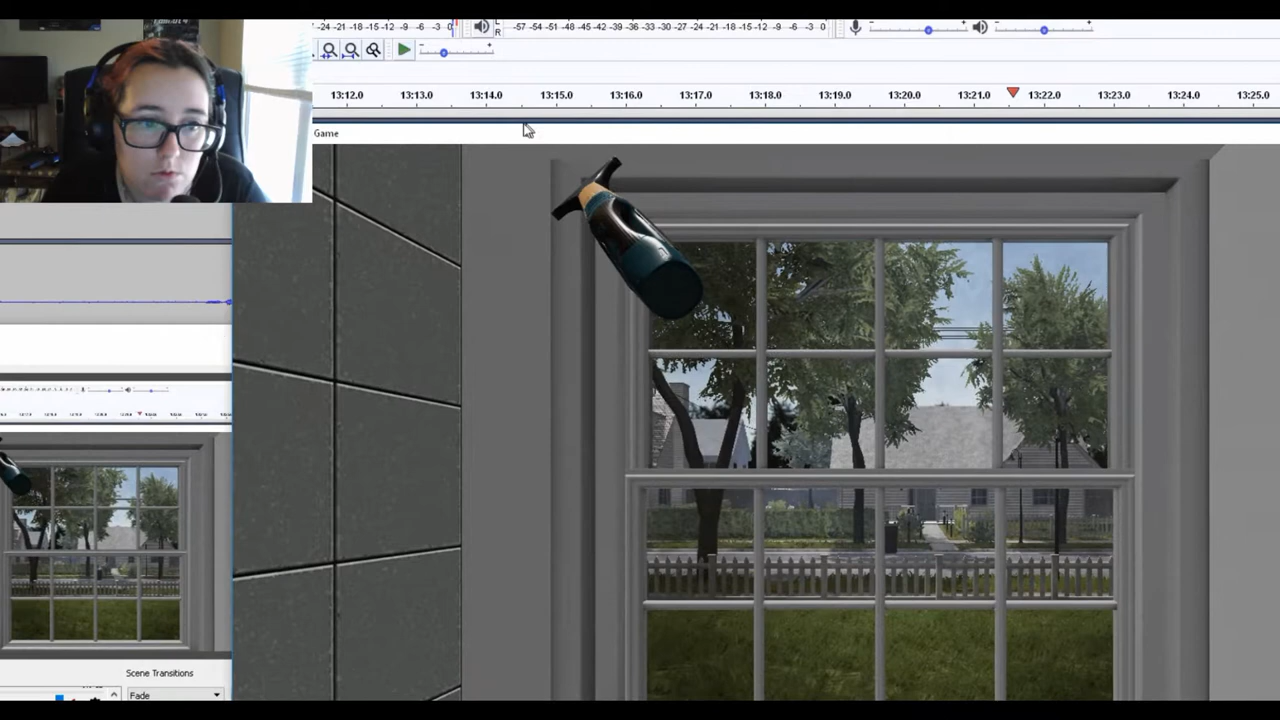 -24 -21 -18 -15 -12 -9 -6 -3 0
L
R
-57 -54 -51 -48 -45 -42 -39 -36 -33 -30 -27 -24 -21 -18 -15 -12 -9 -6 -3 0
13:12.0 13:13.0 13:14.0 13:15.0 13:16.0 13:17.0 13:18.0 13:19.0 13:20.0 13:21.0 13:22.0 13:23.0 13:24.0 13:25.0
Game
Scene Transitions
Fade